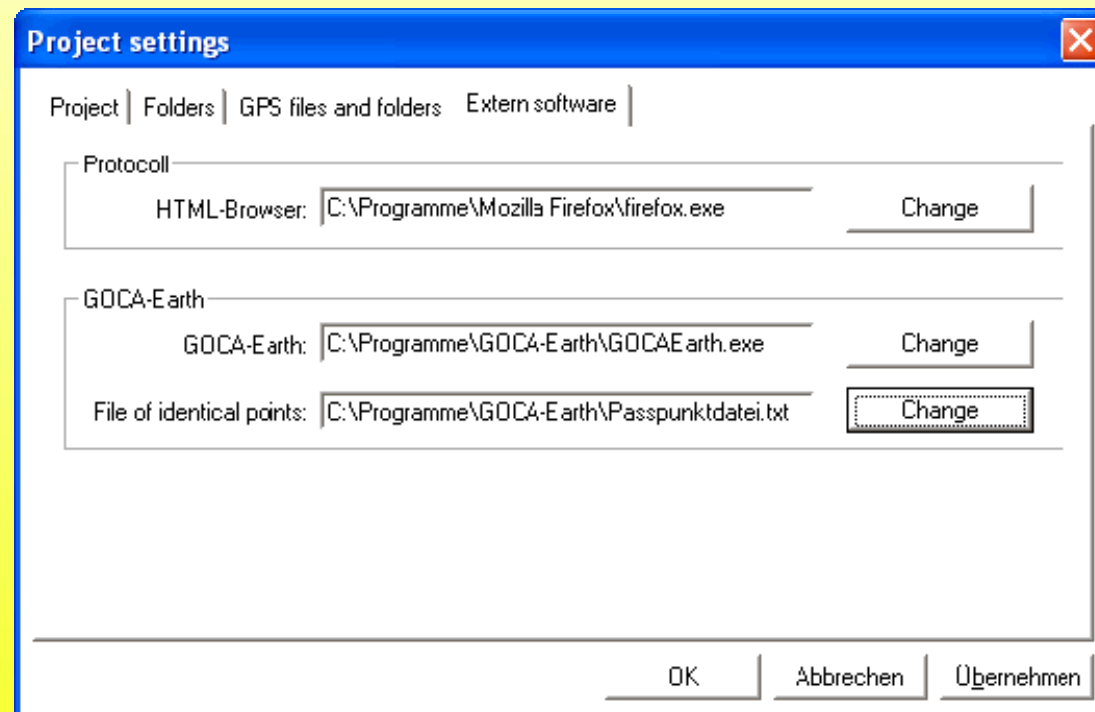 Project settings
Project Folders GPS files and folders Extern software
Protocoll
HTML-Browser: C:\Programme\Mozilla Firefox\firefox.exe Change
GOCA-Earth
GOCA-Earth: C:\Programme\GOCA-Earth\GOCAEarth.exe Change
File of identical points: C:\Programme\GOCA-Earth\Passpunktdatei.txt Change
OK Abbrechen Übernehmen